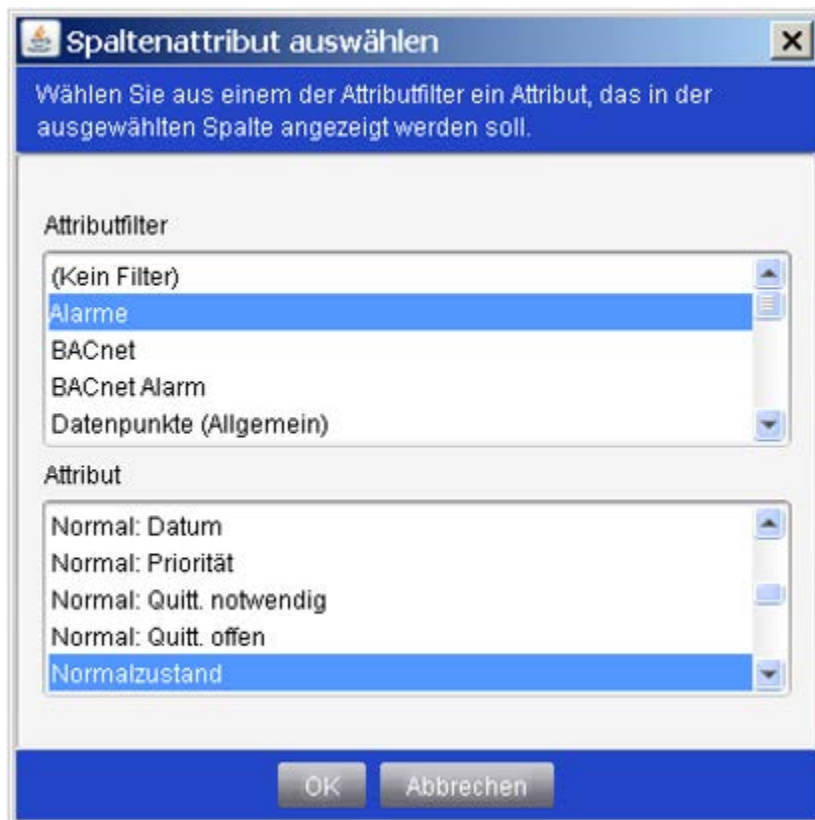 Spaltenattribut auswählen
Wählen Sie aus einem der Attributfilter ein Attribut, das in der
ausgewählten Spalte angezeigt werden soll.
Attributfilter
(Kein Filter)
Alarme
BACnet
BACnet Alarm
Datenpunkte (Allgemein)
Attribut
Normal: Datum
Normal: Priorität
Normal: Quitt. notwendig
Normal: Quitt. offen
Normalzustand
OK Abbrechen